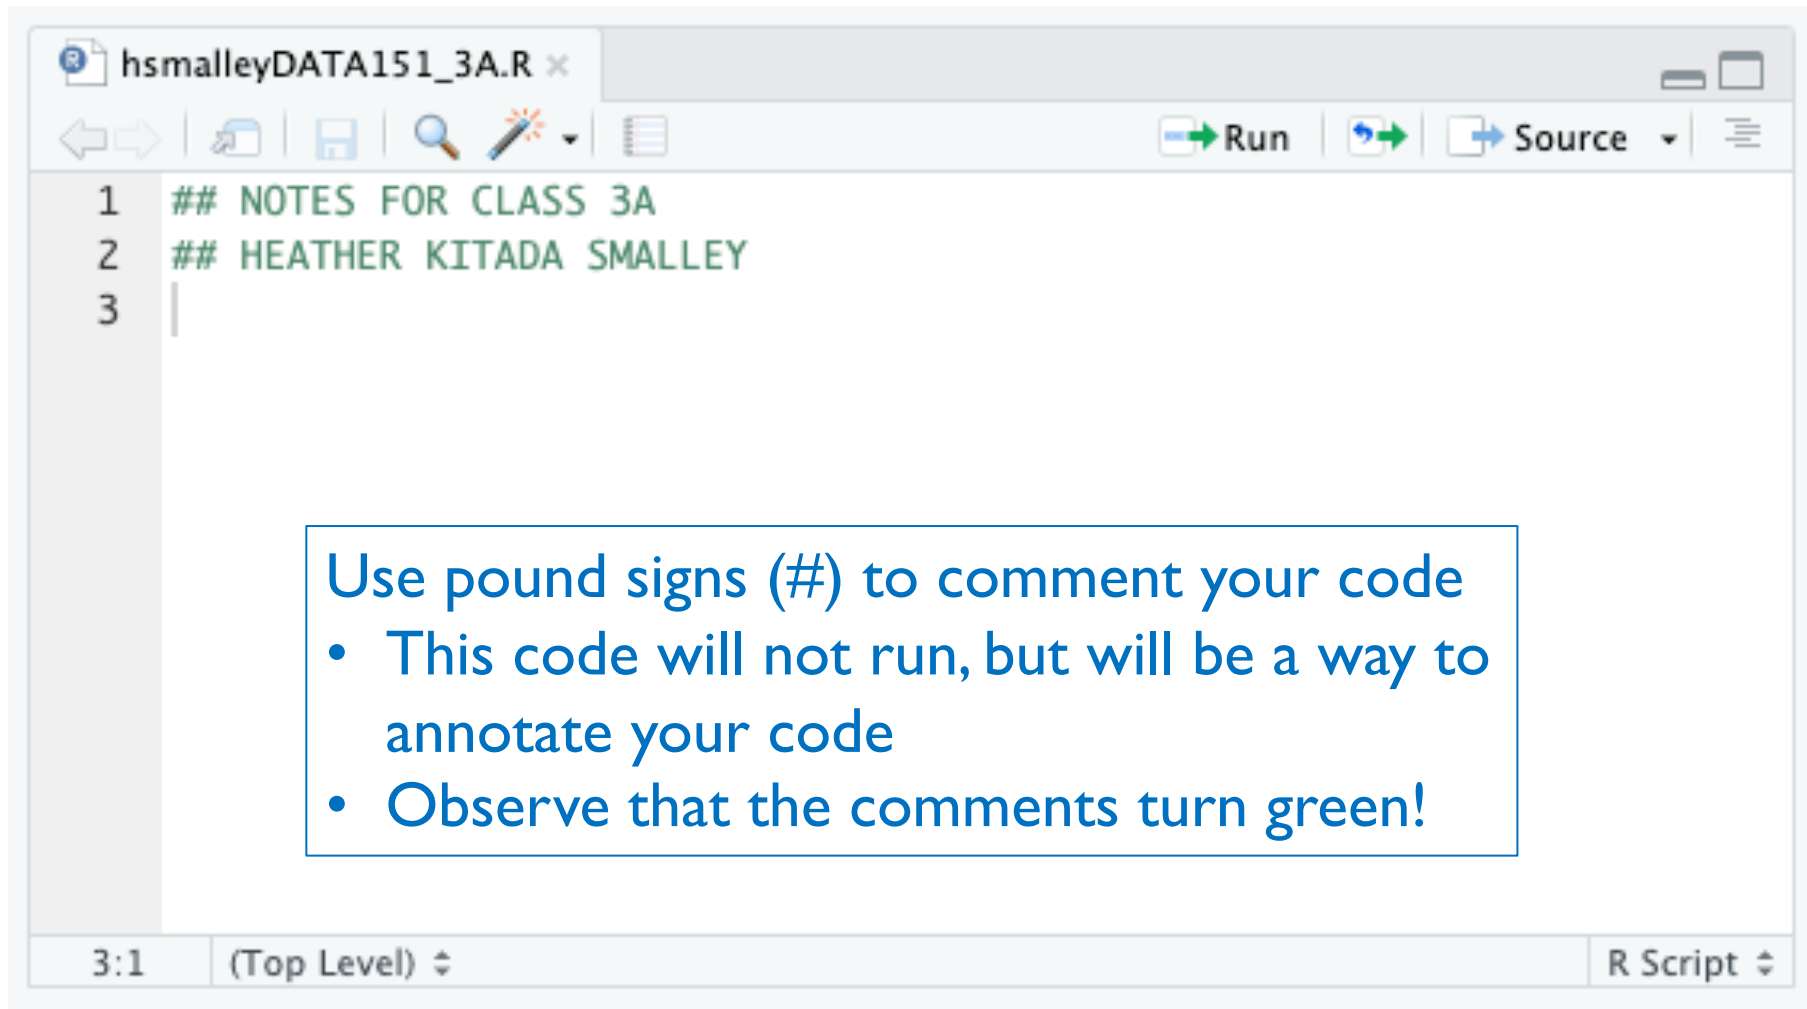 hsmalleyDATA151_3A.R
Run Source
1 ## NOTES FOR CLASS 3A
2 ## HEATHER KITADA SMALLEY
3
Use pound signs (#) to comment your code
• This code will not run, but will be a way to
annotate your code
• Observe that the comments turn green!
3:1 (Top Level) R Script